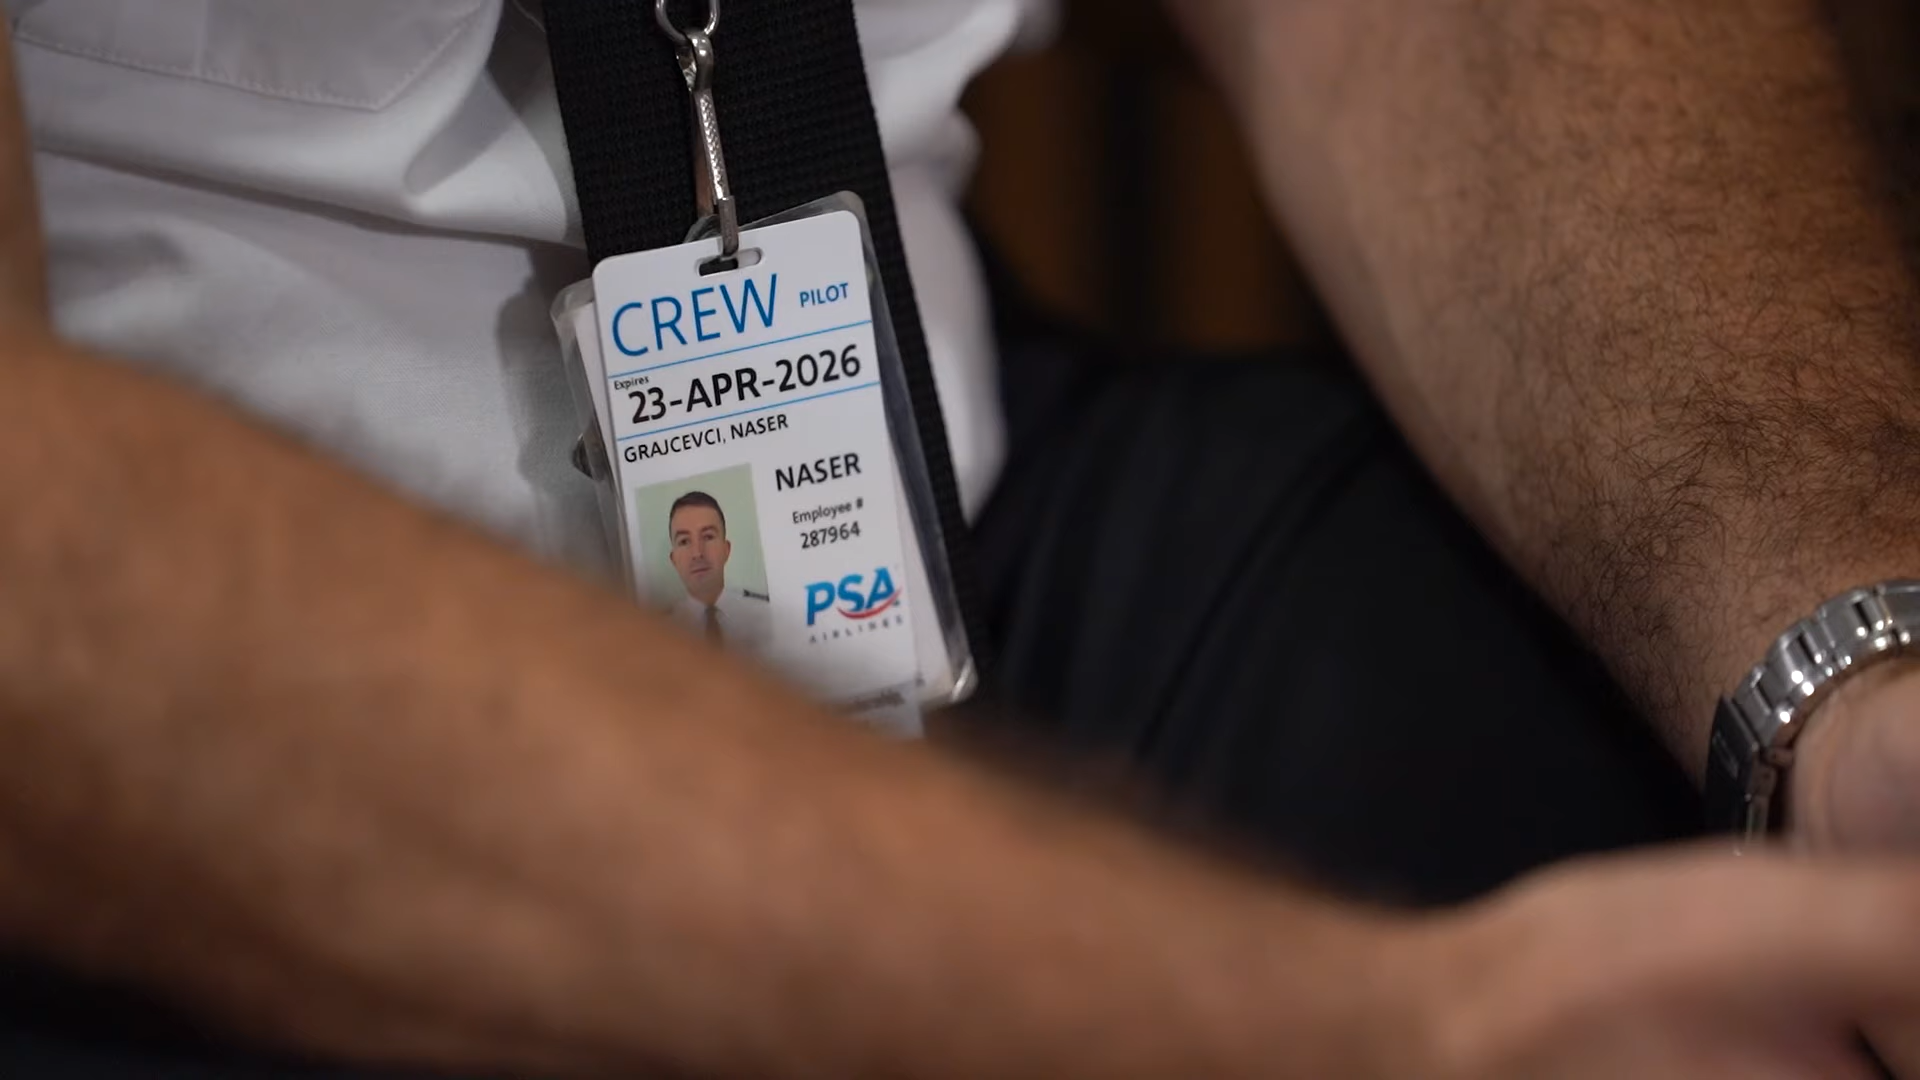 CREW PILOT
Expires
23-APR-2026
GRAJCEVCI, NASER
NASER
Employee #
287964
PSA
AIRLINES